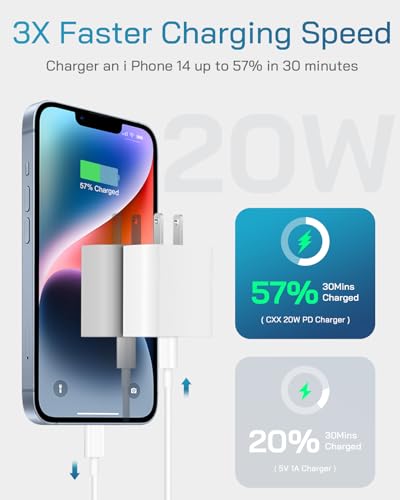 3X Faster Charging Speed
Charger an i Phone 14 up to 57% in 30 minutes
20W
57% Charged
57% 30Mins Charged
( CXX 20W PD Charger )
20% 30Mins Charged
( 5V 1A Charger )